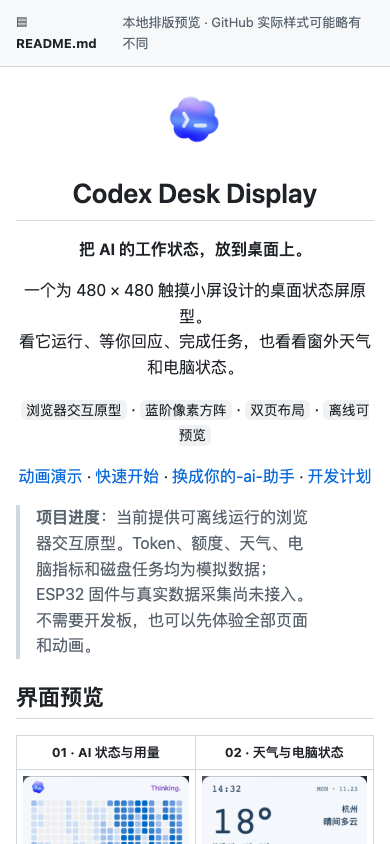 本地排版预览 · GitHub 实际样式可能略有
README.md
不同
Codex Desk Display
把 AI 的工作状态，放到桌面上。
一个为 480 × 480 触摸小屏设计的桌面状态屏原
型。
看它运行、等你回应、完成任务，也看看窗外天气
和电脑状态。
浏览器交互原型 · 蓝阶像素方阵 · 双页布局 · 离线可
预览
动画演示 · 快速开始 · 换成你的-ai-助手 · 开发计划
项目进度：当前提供可离线运行的浏览
器交互原型。Token、额度、天气、电
脑指标和磁盘任务均为模拟数据；
ESP32 固件与真实数据采集尚未接入。
不需要开发板，也可以先体验全部页面
和动画。
界面预览
01 · AI 状态与用量
02 · 天气与电脑状态
Thinking.
14:32
MON · 11.23
18°
杭州
晴间多云